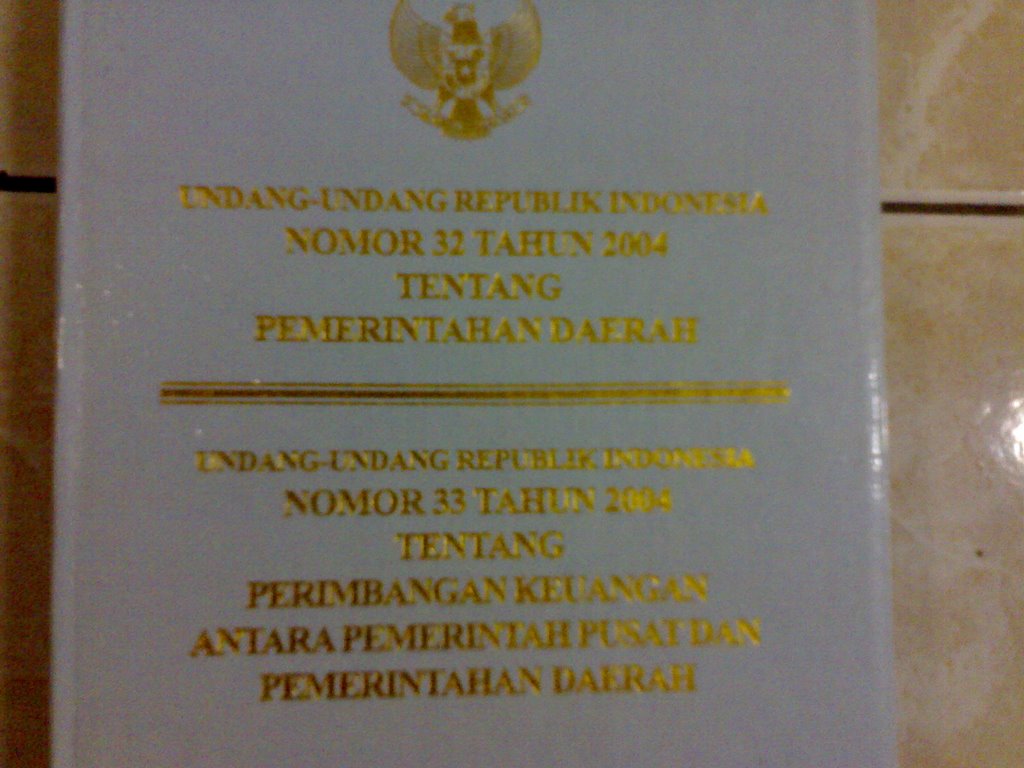 UNDANG-UNDANG REPUBLIK INDONESIA
NOMOR 32 TAHUN 2004
TENTANG
PEMERINTAHAN DAERAH
UNDANG-UNDANG REPUBLIK INDONESIA
NOMOR 33 TAHUN 2004
TENTANG
PERIMBANGAN KEUANGAN
ANTARA PEMERINTAH PUSAT DAN
PEMERINTAHAN DAERAH